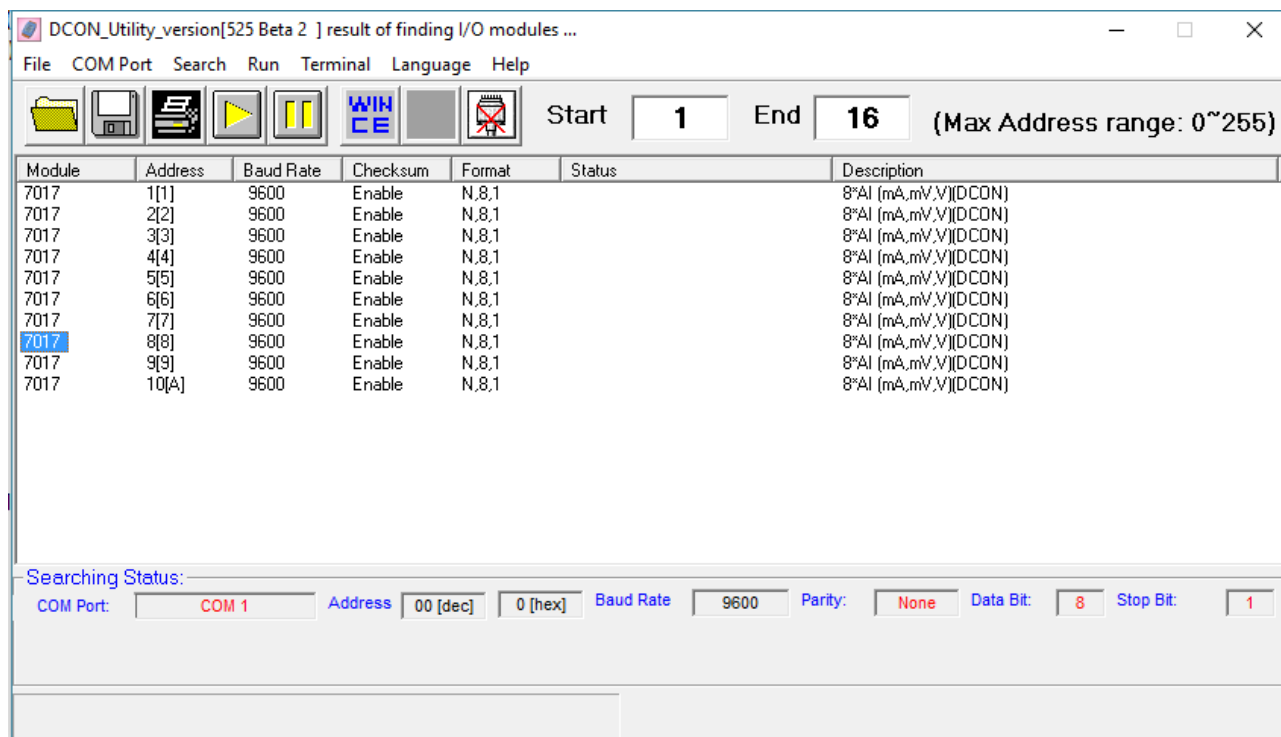 DCON_Utility_version[525 Beta 2 ] result of finding I/O modules ...
File COM Port Search Run Terminal Language Help
WIN CE Start 1 End 16 (Max Address range: 0~255)
Module Address Baud Rate Checksum Format Status Description
7017 1[1] 9600 Enable N,8,1 8*AI (mA,mV,V)(DCON)
7017 2[2] 9600 Enable N,8,1 8*AI (mA,mV,V)(DCON)
7017 3[3] 9600 Enable N,8,1 8*AI (mA,mV,V)(DCON)
7017 4[4] 9600 Enable N,8,1 8*AI (mA,mV,V)(DCON)
7017 5[5] 9600 Enable N,8,1 8*AI (mA,mV,V)(DCON)
7017 6[6] 9600 Enable N,8,1 8*AI (mA,mV,V)(DCON)
7017 7[7] 9600 Enable N,8,1 8*AI (mA,mV,V)(DCON)
7017 8[8] 9600 Enable N,8,1 8*AI (mA,mV,V)(DCON)
7017 9[9] 9600 Enable N,8,1 8*AI (mA,mV,V)(DCON)
7017 10[A] 9600 Enable N,8,1 8*AI (mA,mV,V)(DCON)
Searching Status:
COM Port: COM 1 Address 00 [dec] 0 [hex] Baud Rate 9600 Parity: None Data Bit: 8 Stop Bit: 1